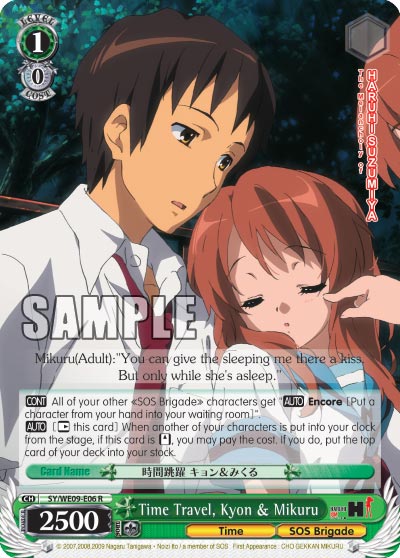 LEVEL
1
0
COST
The Melancholy of
HARUHI SUZUMIYA
SAMPLE
Mikuru(Adult):"You can give the sleeping me there a kiss.
But only while she's asleep."
CONT All of your other «SOS Brigade» characters get "AUTO Encore [Put a
character from your hand into your waiting room]".
AUTO [ this card] When another of your characters is put into your clock
from the stage, if this card is, you may pay the cost. If you do, put the top
card of your deck into your stock.
Card Name 時間跳躍 キョン&みくる
CH SY/WE09-E06 R
2500
Time Travel, Kyon & Mikuru
Time
SOS Brigade
© 2007,2008,2009 Nagaru Tanigawa・Noizi Ito / a member of SOS First Appearance : CHO GEKKAN MIKURU